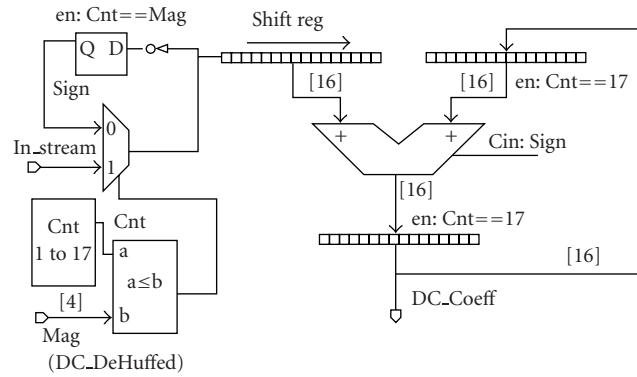 en: Cnt==Mag
Shift reg
Q D
Sign
[16]
[16]
en: Cnt==17
0
+
+
In_stream
1
Cin: Sign
[16]
Cnt
1 to 17
Cnt
en: Cnt==17
a
a≤b
[16]
[4]
b
DC_Coeff
Mag
(DC_DeHuffed)